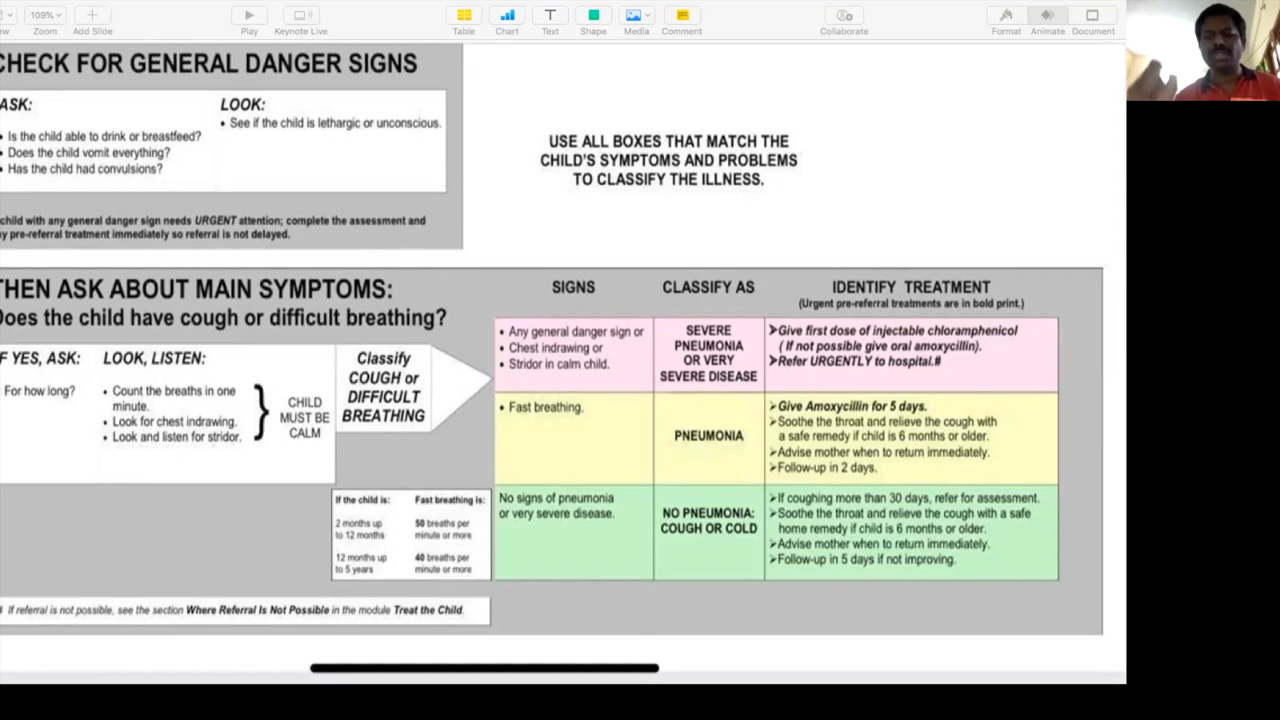 109%
Zoom
Add Slide
Play
Keynote Live
Table
Chart
Text
Shape
Media
Comment
Collaborate
Format
Animate
Document
CHECK FOR GENERAL DANGER SIGNS
ASK:
• Is the child able to drink or breastfeed?
• Does the child vomit everything?
• Has the child had convulsions?
LOOK:
• See if the child is lethargic or unconscious.
child with any general danger sign needs URGENT attention; complete the assessment and
pre-referral treatment immediately so referral is not delayed.
USE ALL BOXES THAT MATCH THE
CHILD'S SYMPTOMS AND PROBLEMS
TO CLASSIFY THE ILLNESS.
THEN ASK ABOUT MAIN SYMPTOMS:
Does the child have cough or difficult breathing?
IF YES, ASK:
For how long?
LOOK, LISTEN:
• Count the breaths in one
minute.
• Look for chest indrawing.
• Look and listen for stridor.
CHILD
MUST BE
CALM
Classify
COUGH or
DIFFICULT
BREATHING
If the child is:
Fast breathing is:
2 months up
to 12 months
50 breaths per
minute or more
12 months up
to 5 years
40 breaths per
minute or more
SIGNS
CLASSIFY AS
IDENTIFY TREATMENT
(Urgent pre-referral treatments are in bold print.)
• Any general danger sign or
• Chest indrawing or
• Stridor in calm child.
SEVERE
PNEUMONIA
OR VERY
SEVERE DISEASE
➢Give first dose of injectable chloramphenicol
( If not possible give oral amoxycillin).
➢Refer URGENTLY to hospital.#
• Fast breathing.
PNEUMONIA
➢Give Amoxycillin for 5 days.
➢Soothe the throat and relieve the cough with
a safe remedy if child is 6 months or older.
➢Advise mother when to return immediately.
➢Follow-up in 2 days.
No signs of pneumonia
or very severe disease.
NO PNEUMONIA:
COUGH OR COLD
➢If coughing more than 30 days, refer for assessment.
➢Soothe the throat and relieve the cough with a safe
home remedy if child is 6 months or older.
➢Advise mother when to return immediately.
➢Follow-up in 5 days if not improving.
If referral is not possible, see the section Where Referral Is Not Possible in the module Treat the Child.